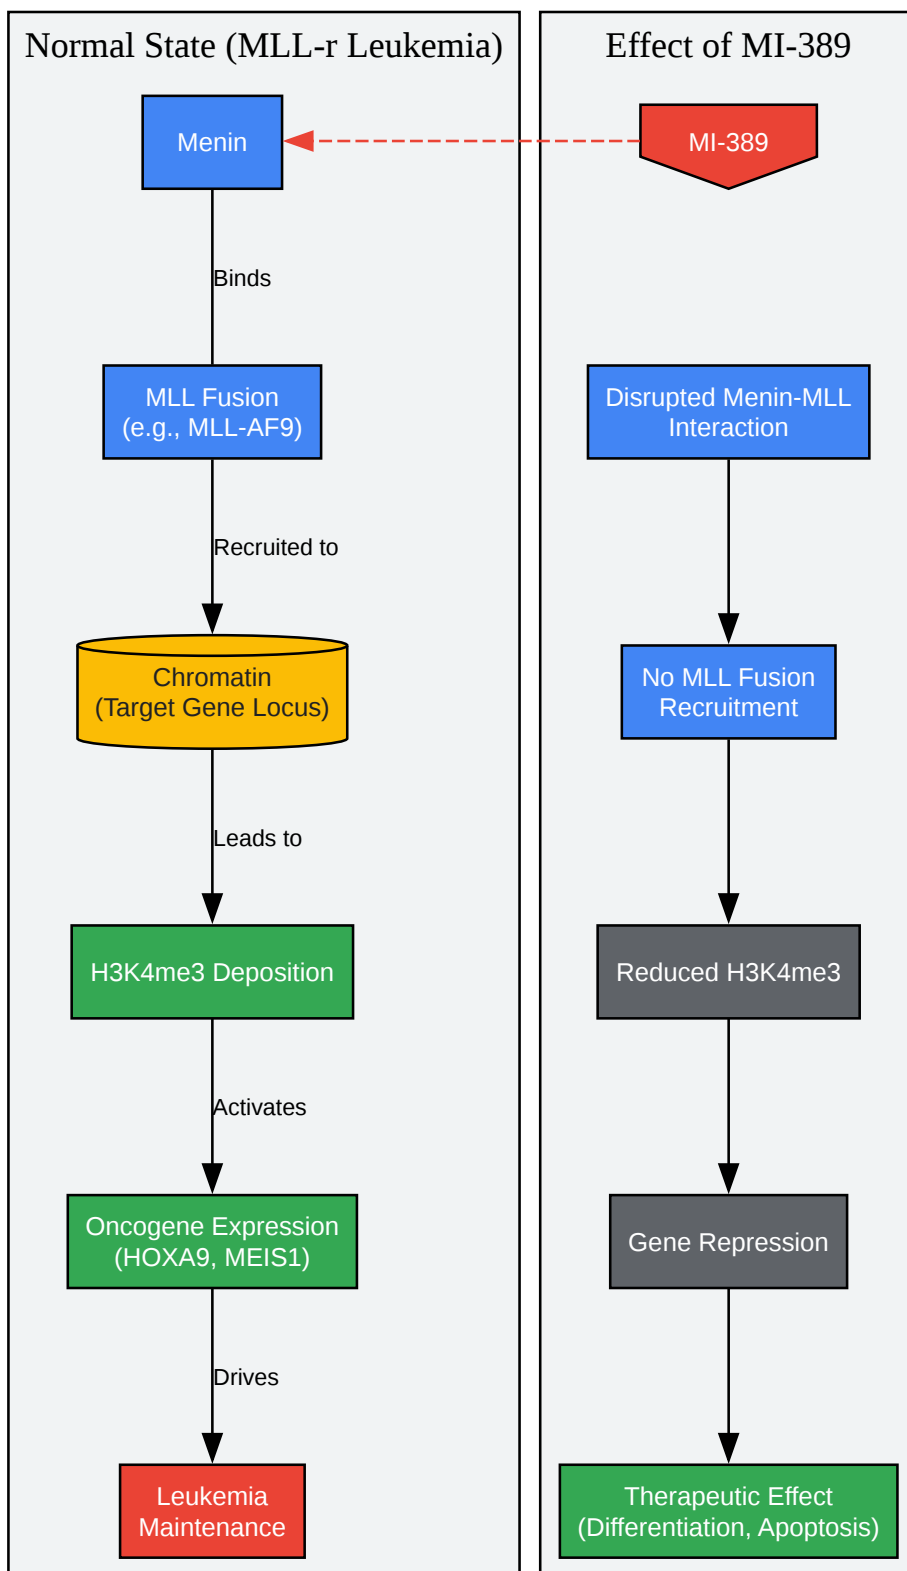 Normal State (MLL-r Leukemia)
Menin
Binds
MLL Fusion
(e.g., MLL-AF9)
Recruited to
Chromatin
(Target Gene Locus)
Leads to
H3K4me3 Deposition
Activates
Oncogene Expression
(HOXA9, MEIS1)
Drives
Leukemia
Maintenance
Effect of MI-389
MI-389
Disrupted Menin-MLL
Interaction
No MLL Fusion
Recruitment
Reduced H3K4me3
Gene Repression
Therapeutic Effect
(Differentiation, Apoptosis)